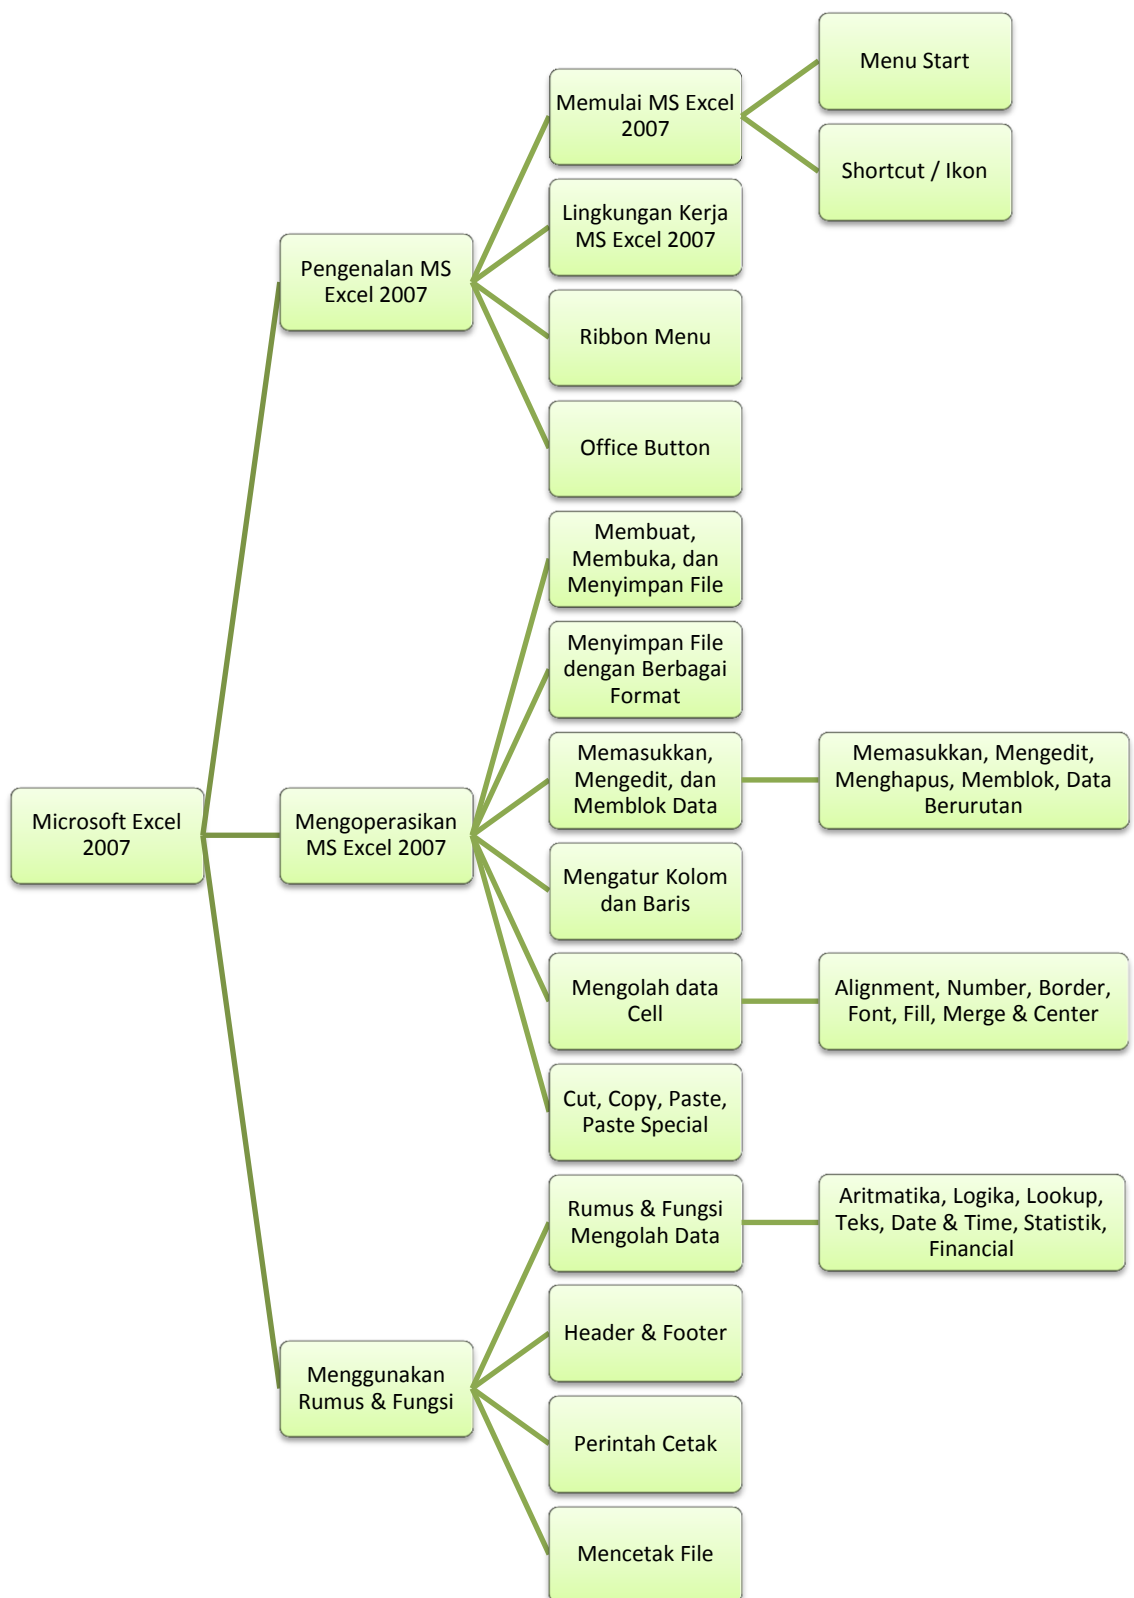 Microsoft Excel
2007
Pengenalan MS
Excel 2007
Memulai MS Excel
2007
Menu Start
Shortcut / Ikon
Lingkungan Kerja
MS Excel 2007
Ribbon Menu
Office Button
Mengoperasikan
MS Excel 2007
Membuat,
Membuka, dan
Menyimpan File
Menyimpan File
dengan Berbagai
Format
Memasukkan,
Mengedit, dan
Memblok Data
Memasukkan, Mengedit,
Menghapus, Memblok, Data
Berurutan
Mengatur Kolom
dan Baris
Mengolah data
Cell
Alignment, Number, Border,
Font, Fill, Merge & Center
Cut, Copy, Paste,
Paste Special
Menggunakan
Rumus & Fungsi
Rumus & Fungsi
Mengolah Data
Aritmatika, Logika, Lookup,
Teks, Date & Time, Statistik,
Financial
Header & Footer
Perintah Cetak
Mencetak File